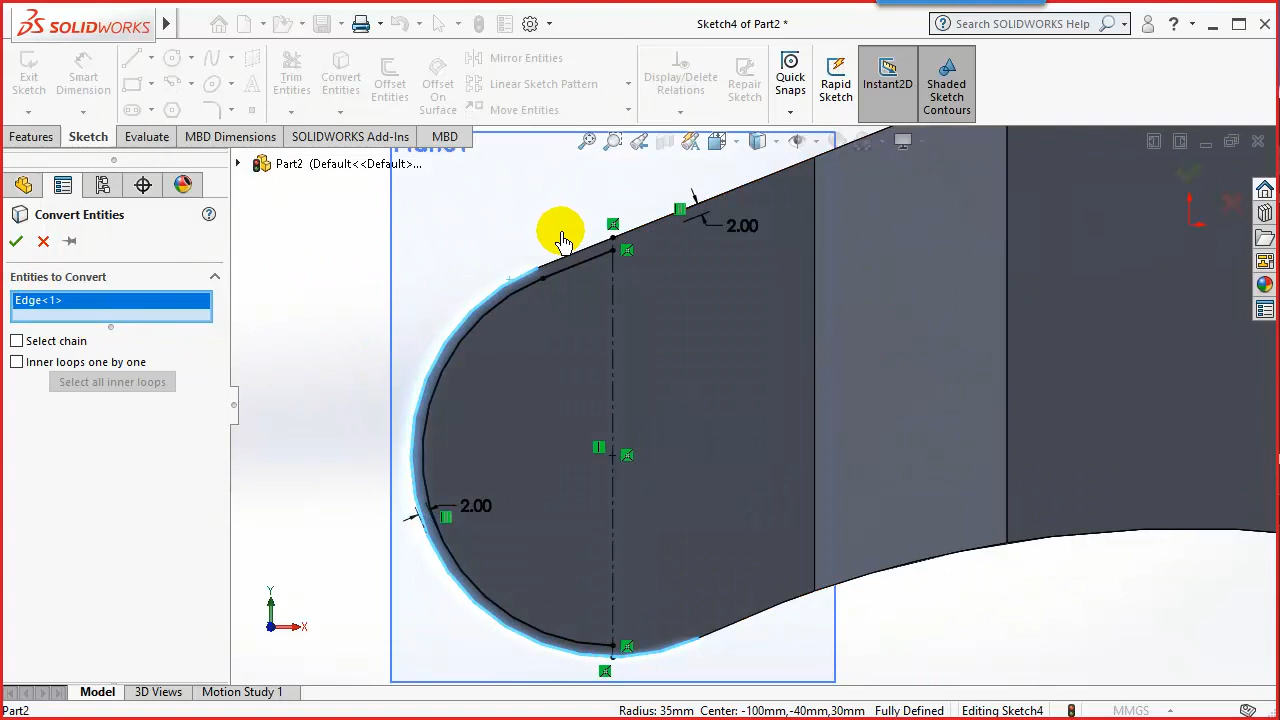 SOLIDWORKS
Sketch4 of Part2 *
Search SOLIDWORKS Help
Exit Sketch
Smart Dimension
Trim Entities
Convert Entities
Offset Entities
Offset On Surface
Mirror Entities
Linear Sketch Pattern
Move Entities
Display/Delete Relations
Repair Sketch
Quick Snaps
Rapid Sketch
Instant2D
Shaded Sketch Contours
Features
Sketch
Evaluate
MBD Dimensions
SOLIDWORKS Add-Ins
MBD
Part2 (Default<<Default>...
Convert Entities
Entities to Convert
Edge<1>
Select chain
Inner loops one by one
Select all inner loops
2.00
2.00
Y
X
Model
3D Views
Motion Study 1
Part2
Radius: 35mm Center: -100mm,-40mm,30mm
Fully Defined
Editing Sketch4
MMGS